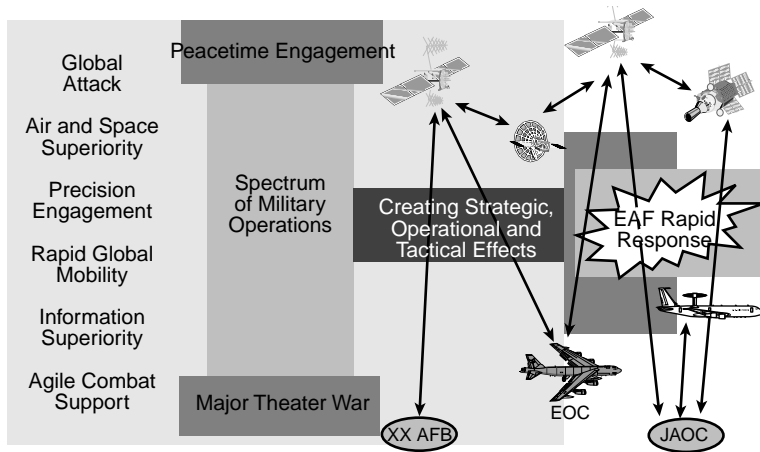 Global
Attack
Air and Space
Superiority
Precision
Engagement
Rapid Global
Mobility
Information
Superiority
Agile Combat
Support
Peacetime Engagement
Spectrum
of Military
Operations
Major Theater War
Creating Strategic,
Operational and
Tactical Effects
EAF Rapid
Response
EOC
XX AFB
JAOC